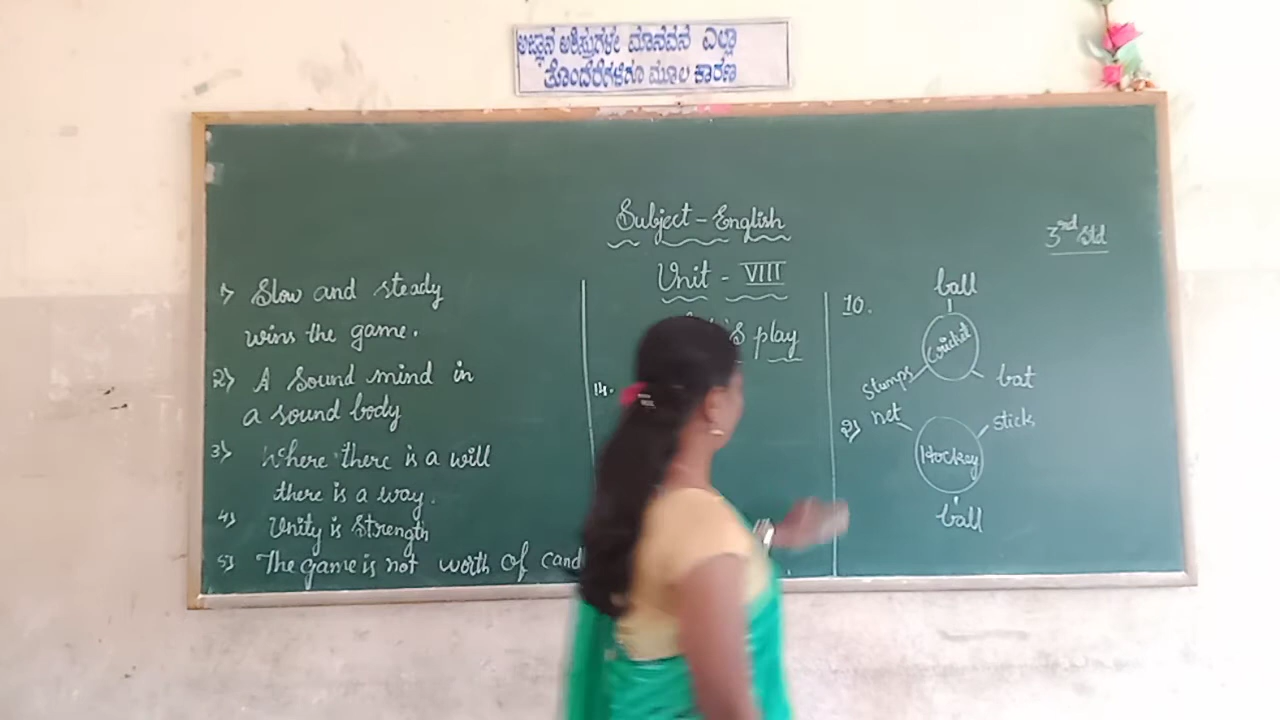 ಅಜ್ಞಾನ ಅಶಿಸ್ತುಗಳೇ ಮಾನವನ ಎಲ್ಲಾ
ತೊಂದರೆಗಳಿಗೂ ಮೂಲ ಕಾರಣ
Subject - English
3rd Std
Unit - VIII
play
1) Slow and steady
wins the game.
2) A Sound mind in
a sound body
3) Where there is a will
there is a way.
4) Unity is Strength
5) The game is not worth of cand
14.
10.
ball
Cricket
Stumps
bat
2) net
stick
Hockey
ball